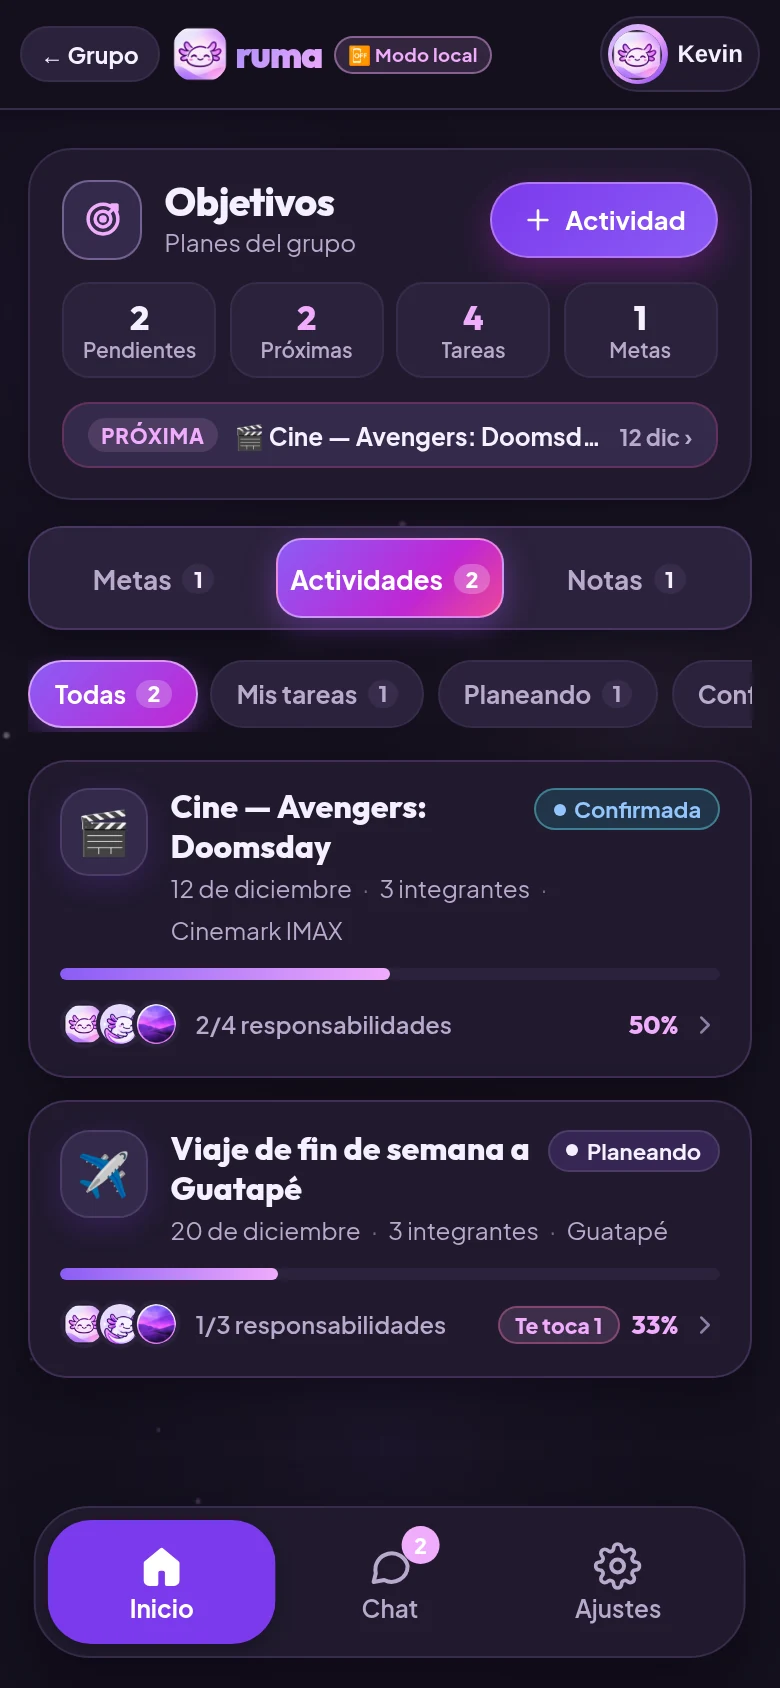 ← Grupo
ruma
Modo local
Kevin
Objetivos
Planes del grupo
+ Actividad
2
Pendientes
2
Próximas
4
Tareas
1
Metas
PRÓXIMA 🎬 Cine — Avengers: Doomsd... 12 dic ›
Metas 1
Actividades 2
Notas 1
Todas 2
Mis tareas 1
Planeando 1
Cine — Avengers:
Doomsday
Confirmada
12 de diciembre · 3 integrantes ·
Cinemark IMAX
2/4 responsabilidades
50%
Viaje de fin de semana a
Guatapé
Planeando
20 de diciembre · 3 integrantes · Guatapé
1/3 responsabilidades
Te toca 1
33%
Inicio
2
Chat
Ajustes